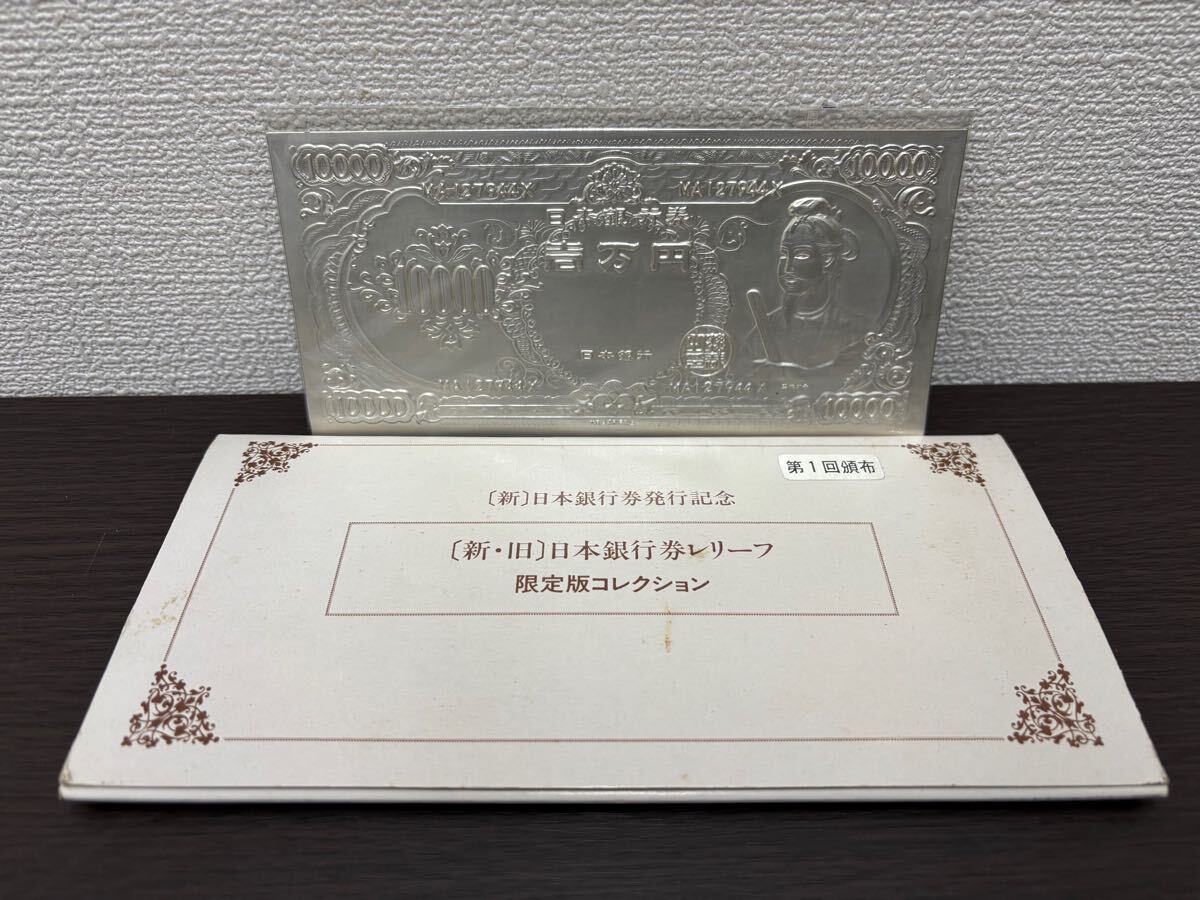 10000 10000
MA127944X MA127944X
日本銀行券
壱万円
10000
日本銀行
MA127944X MA127944X
10000 10000
第1回頒布
〔新〕日本銀行券発行記念
〔新・旧〕日本銀行券レリーフ
限定版コレクション